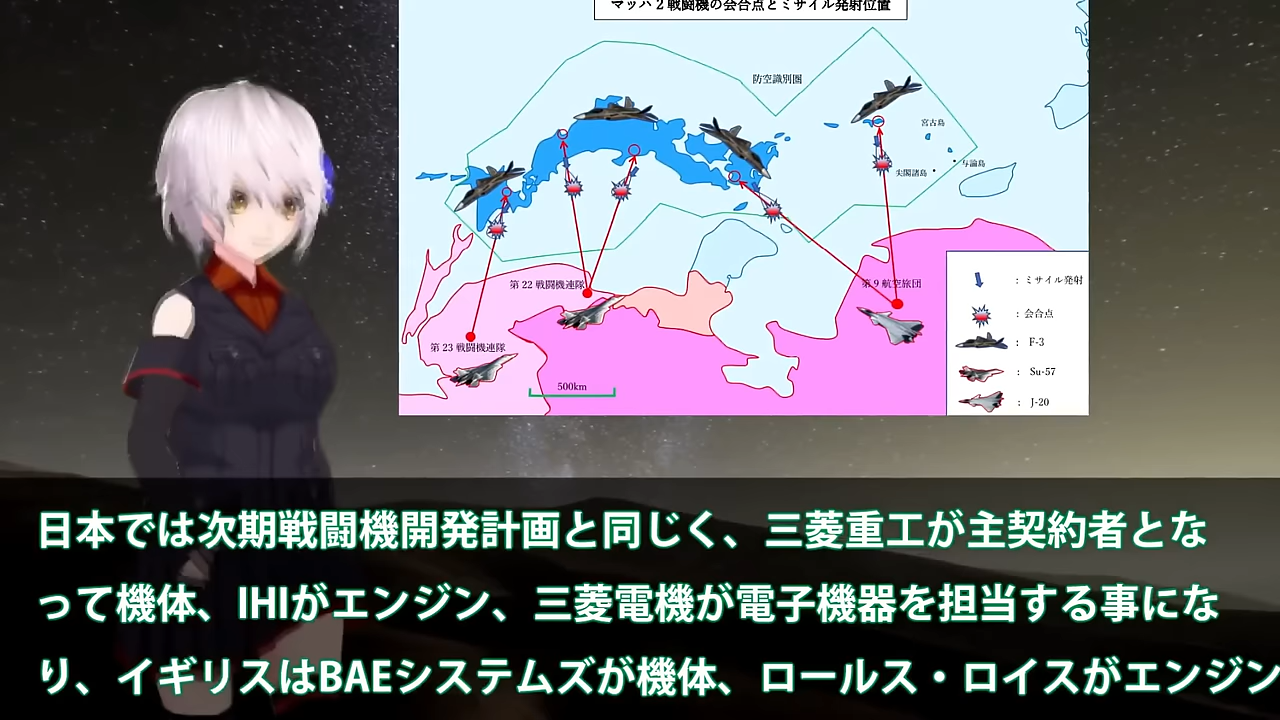 マッハ２戦闘機の会合点とミサイル発射位置
防空識別圏
宮古島
与論島
尖閣諸島
第 22 戦闘機連隊
第 9 航空旅団
第 23 戦闘機連隊
500km
：ミサイル発射
：会合点
： F-3
： Su-57
： J-20
日本では次期戦闘機開発計画と同じく、三菱重工が主契約者とな
って機体、IHIがエンジン、三菱電機が電子機器を担当する事にな
り、イギリスはBAEシステムズが機体、ロールス・ロイスがエンジン